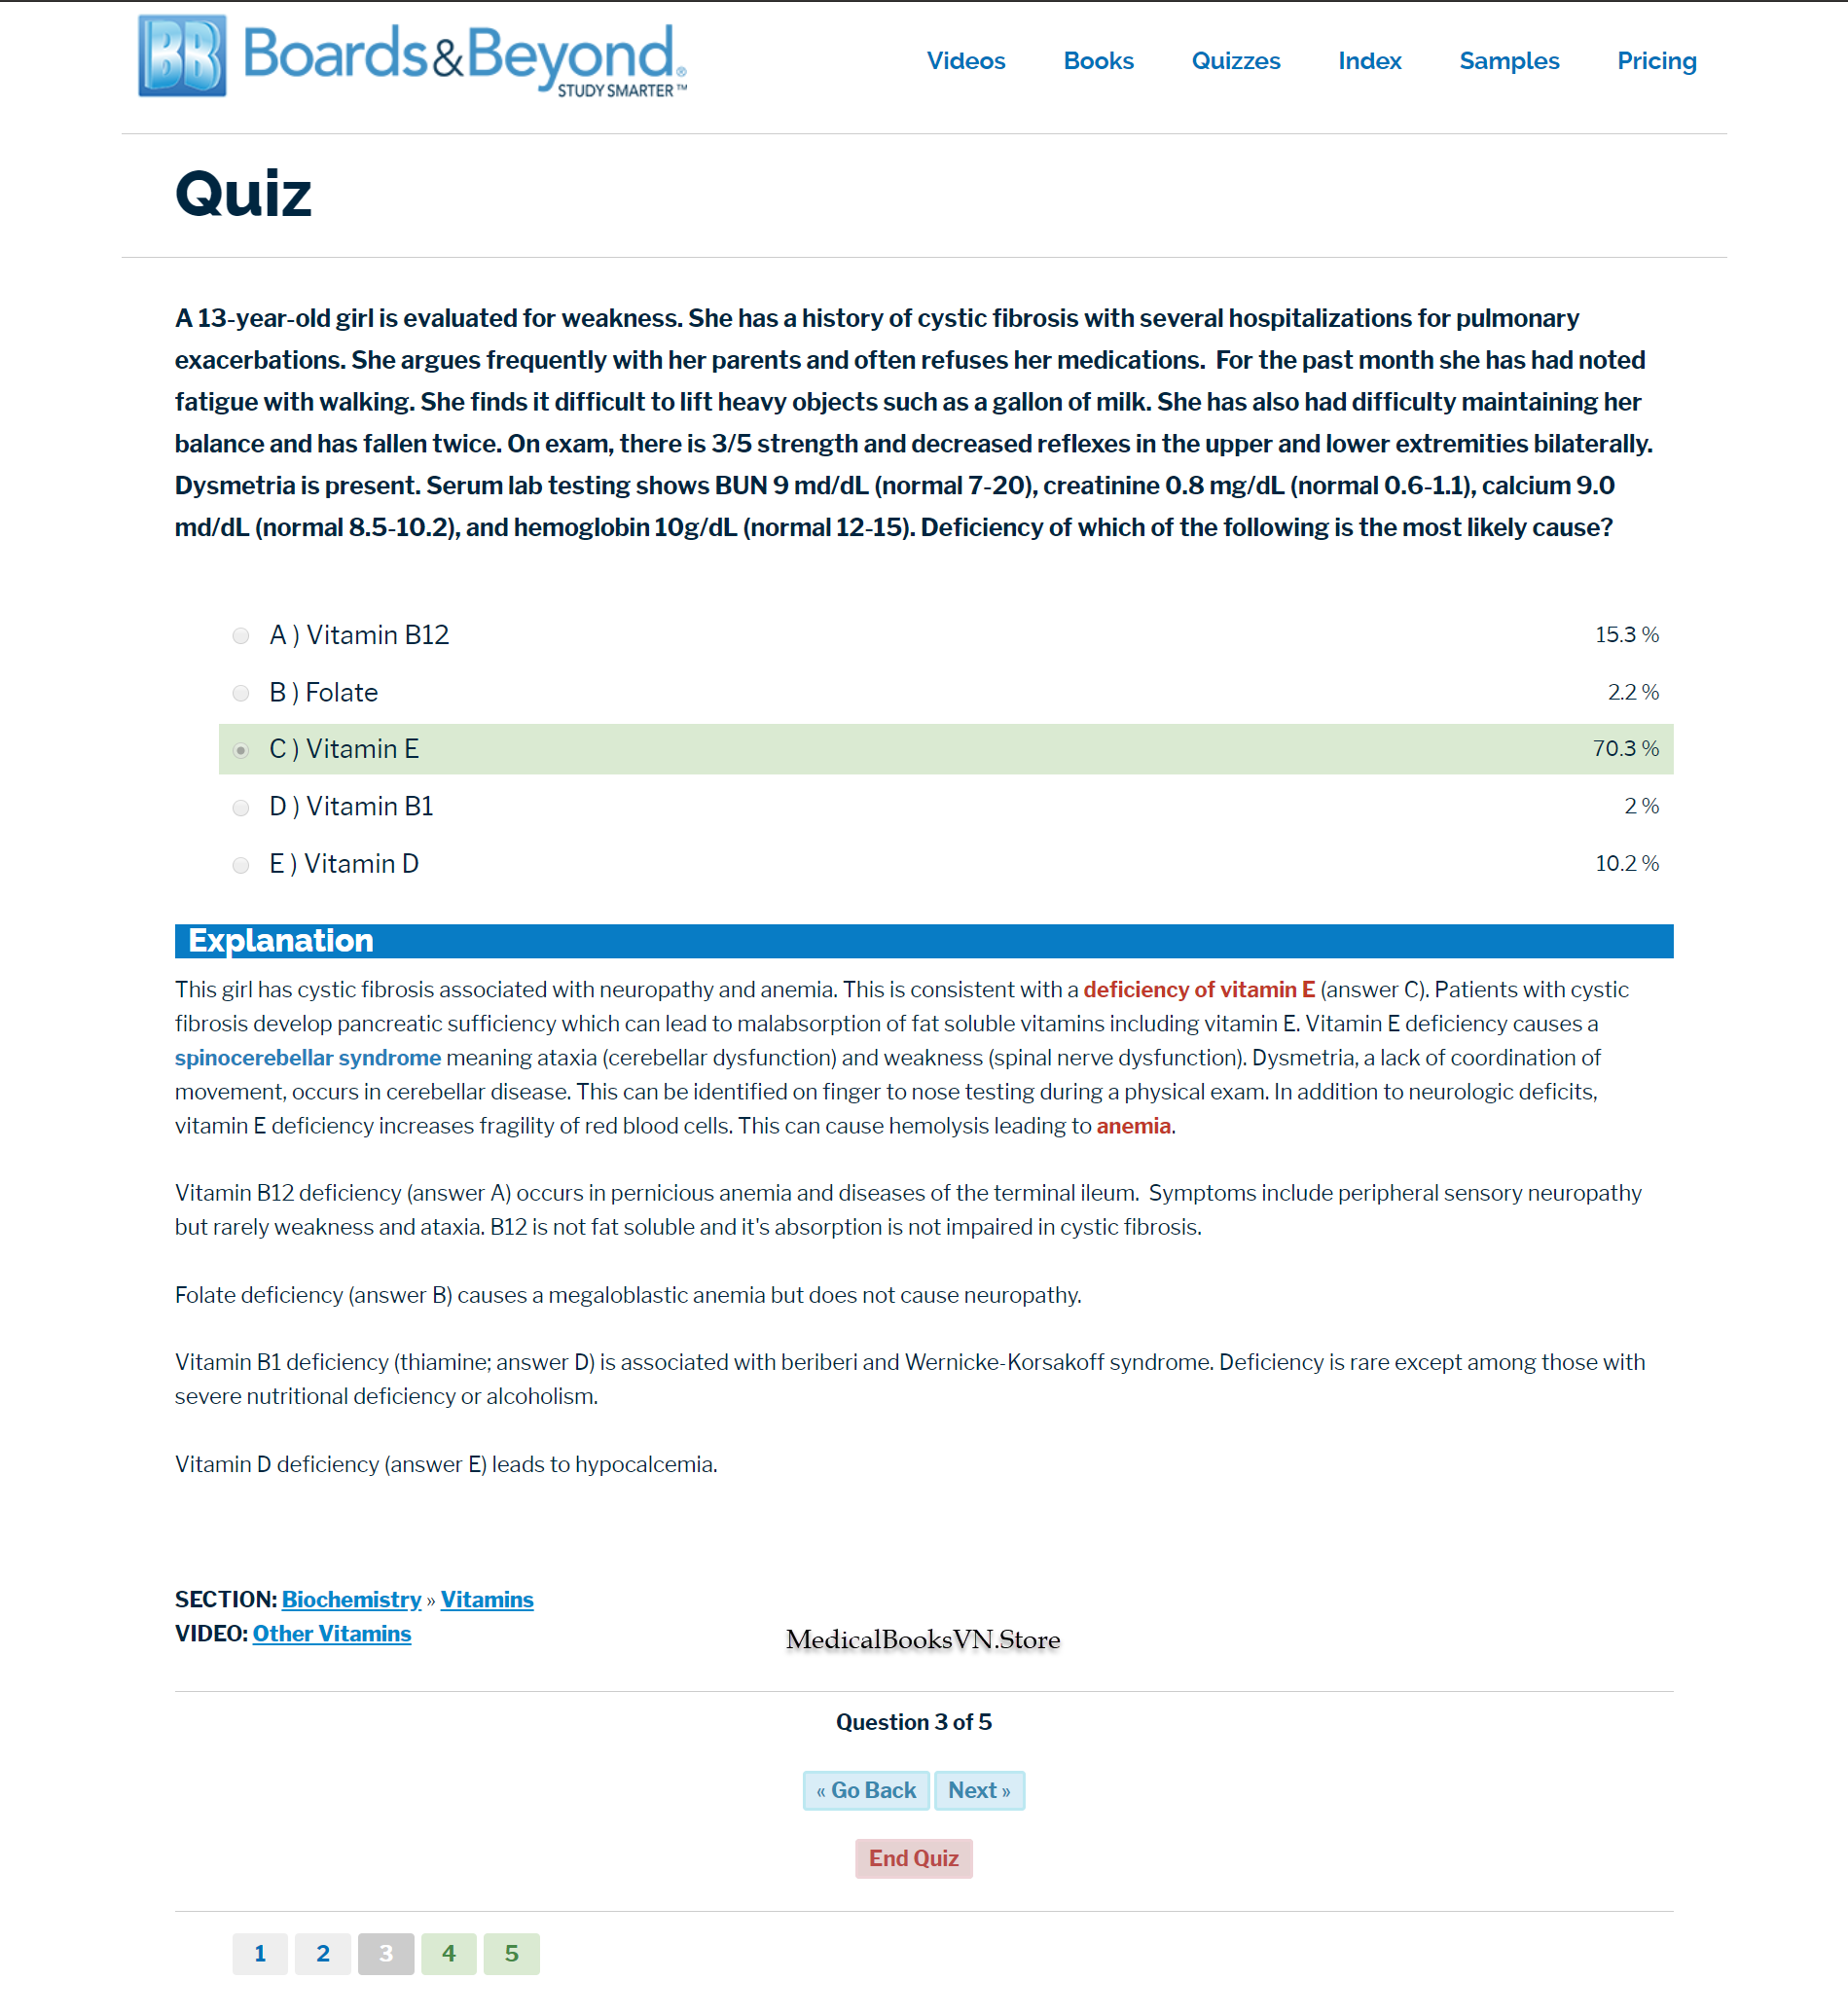 BB Boards&Beyond®
STUDY SMARTER™
Videos Books Quizzes Index Samples Pricing
Quiz
A 13-year-old girl is evaluated for weakness. She has a history of cystic fibrosis with several hospitalizations for pulmonary
exacerbations. She argues frequently with her parents and often refuses her medications.  For the past month she has had noted
fatigue with walking. She finds it difficult to lift heavy objects such as a gallon of milk. She has also had difficulty maintaining her
balance and has fallen twice. On exam, there is 3/5 strength and decreased reflexes in the upper and lower extremities bilaterally.
Dysmetria is present. Serum lab testing shows BUN 9 md/dL (normal 7-20), creatinine 0.8 mg/dL (normal 0.6-1.1), calcium 9.0
md/dL (normal 8.5-10.2), and hemoglobin 10g/dL (normal 12-15). Deficiency of which of the following is the most likely cause?
A ) Vitamin B12 15.3 %
B ) Folate 2.2 %
C ) Vitamin E 70.3 %
D ) Vitamin B1 2 %
E ) Vitamin D 10.2 %
Explanation
This girl has cystic fibrosis associated with neuropathy and anemia. This is consistent with a deficiency of vitamin E (answer C). Patients with cystic
fibrosis develop pancreatic sufficiency which can lead to malabsorption of fat soluble vitamins including vitamin E. Vitamin E deficiency causes a
spinocerebellar syndrome meaning ataxia (cerebellar dysfunction) and weakness (spinal nerve dysfunction). Dysmetria, a lack of coordination of
movement, occurs in cerebellar disease. This can be identified on finger to nose testing during a physical exam. In addition to neurologic deficits,
vitamin E deficiency increases fragility of red blood cells. This can cause hemolysis leading to anemia.
Vitamin B12 deficiency (answer A) occurs in pernicious anemia and diseases of the terminal ileum.  Symptoms include peripheral sensory neuropathy
but rarely weakness and ataxia. B12 is not fat soluble and it's absorption is not impaired in cystic fibrosis.
Folate deficiency (answer B) causes a megaloblastic anemia but does not cause neuropathy.
Vitamin B1 deficiency (thiamine; answer D) is associated with beriberi and Wernicke-Korsakoff syndrome. Deficiency is rare except among those with
severe nutritional deficiency or alcoholism.
Vitamin D deficiency (answer E) leads to hypocalcemia.
SECTION: Biochemistry » Vitamins
VIDEO: Other Vitamins
MedicalBooksVN.Store
Question 3 of 5
« Go Back Next »
End Quiz
1 2 3 4 5